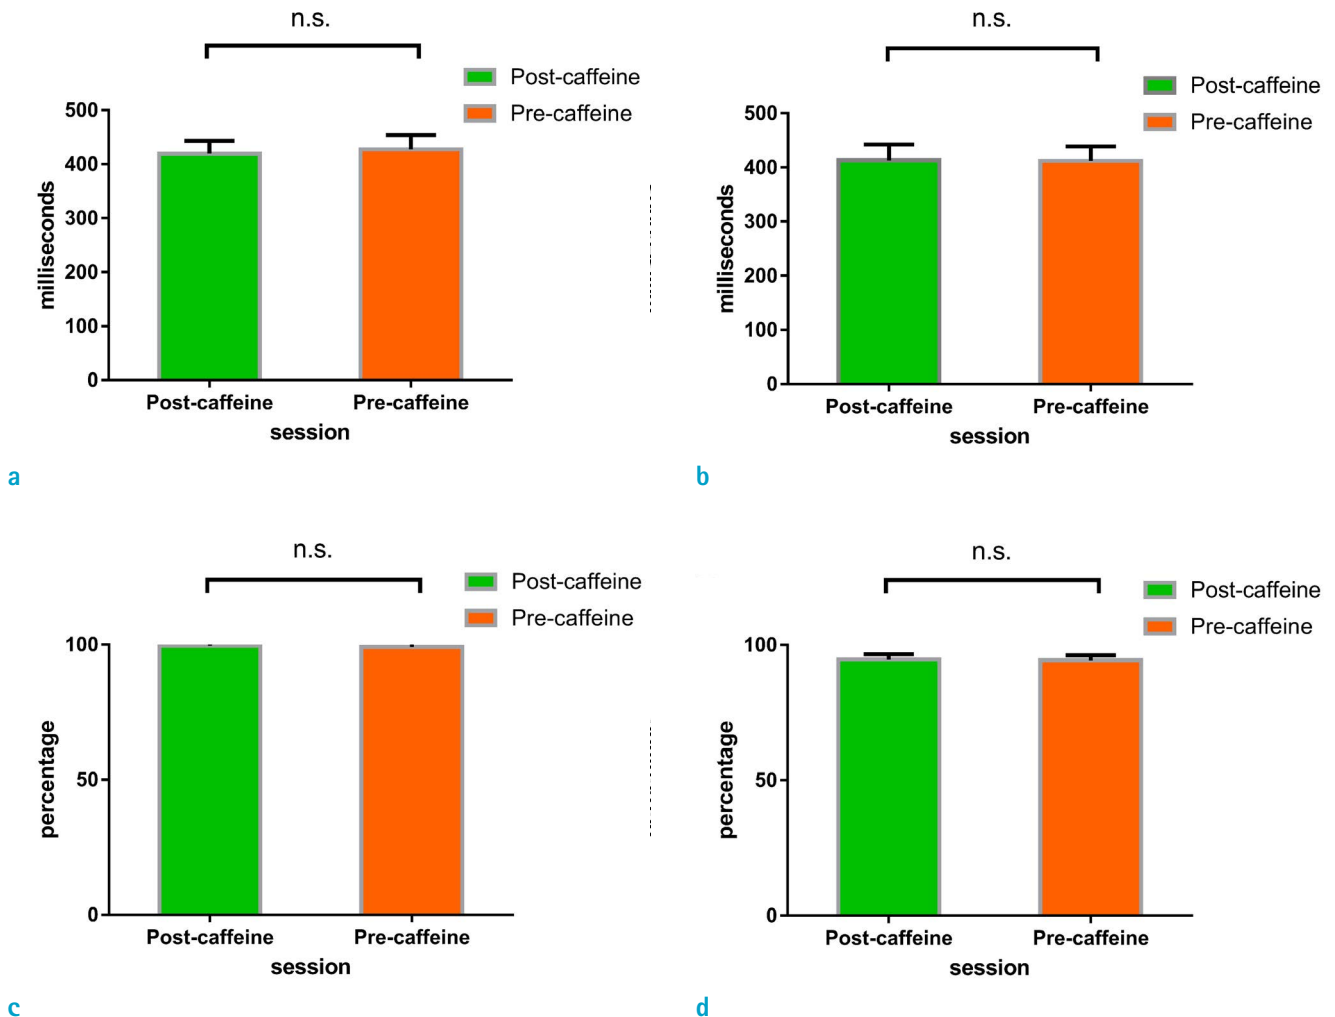 n.s.
Post-caffeine
Pre-caffeine
500
400
300
200
100
0
milliseconds
Post-caffeine Pre-caffeine
session
a
n.s.
Post-caffeine
Pre-caffeine
500
400
300
200
100
0
milliseconds
Post-caffeine Pre-caffeine
session
b
n.s.
Post-caffeine
Pre-caffeine
100
50
0
percentage
Post-caffeine Pre-caffeine
session
c
n.s.
Post-caffeine
Pre-caffeine
100
50
0
percentage
Post-caffeine Pre-caffeine
session
d